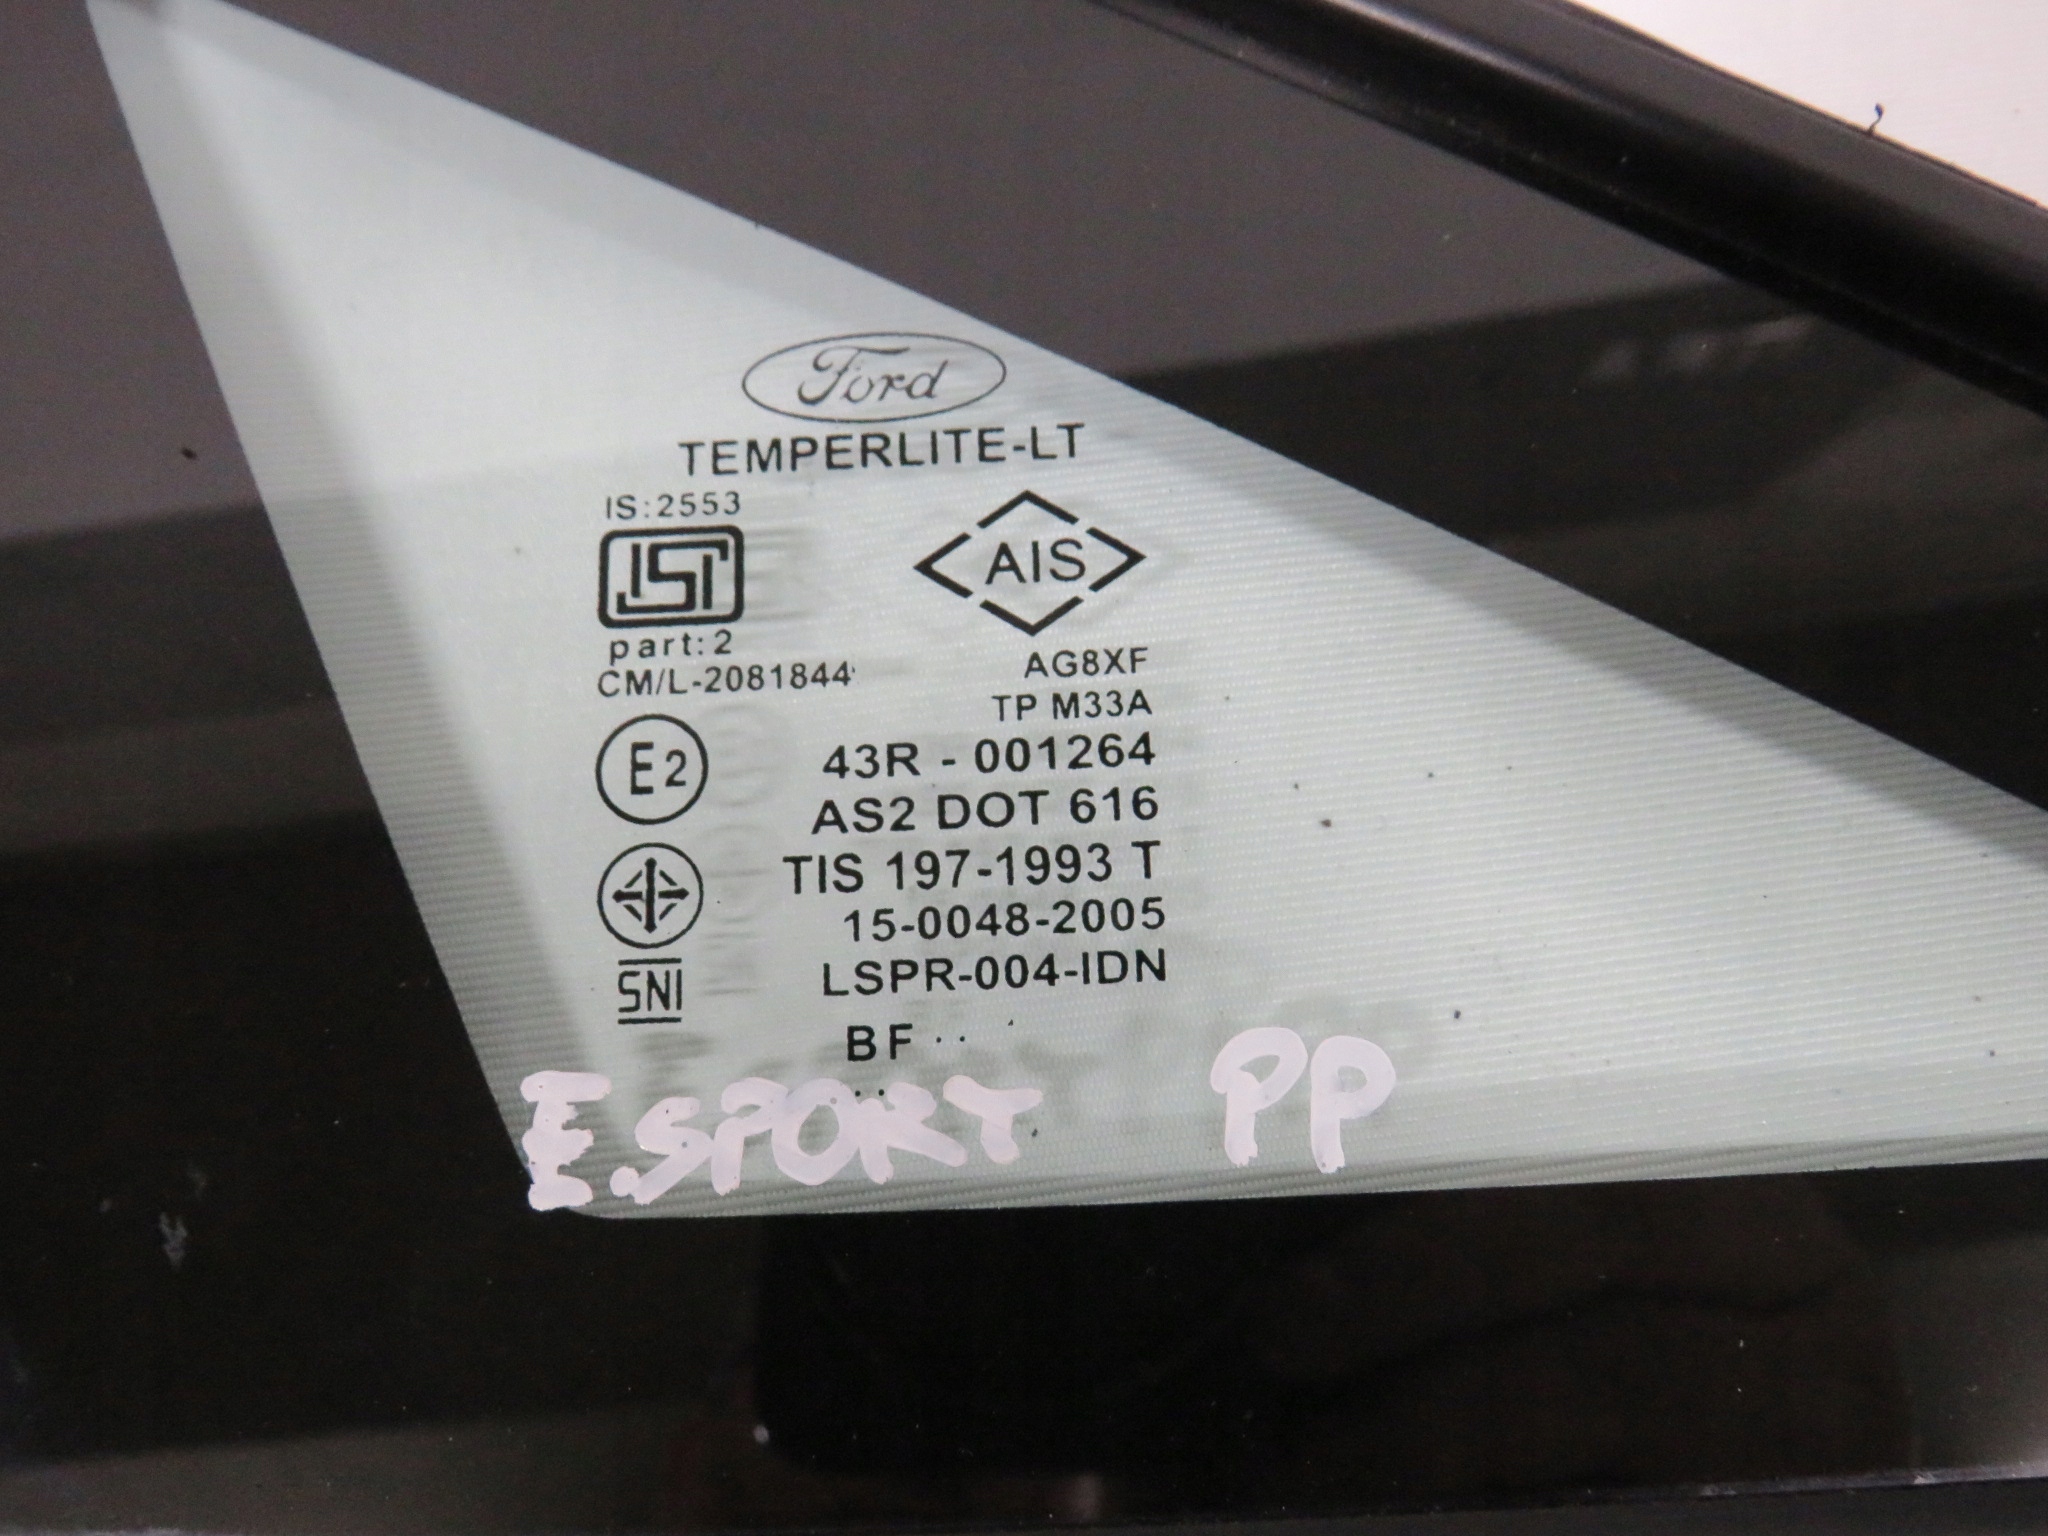 Ford
TEMPERLITE-LT
IS:2553
ISI
part:2
CM/L-2081844
AIS
AG8XF
TP M33A
E2
43R - 001264
AS2 DOT 616
TIS 197-1993 T
15-0048-2005
SNI
LSPR-004-IDN
BF ..
..
E.SPORT PP